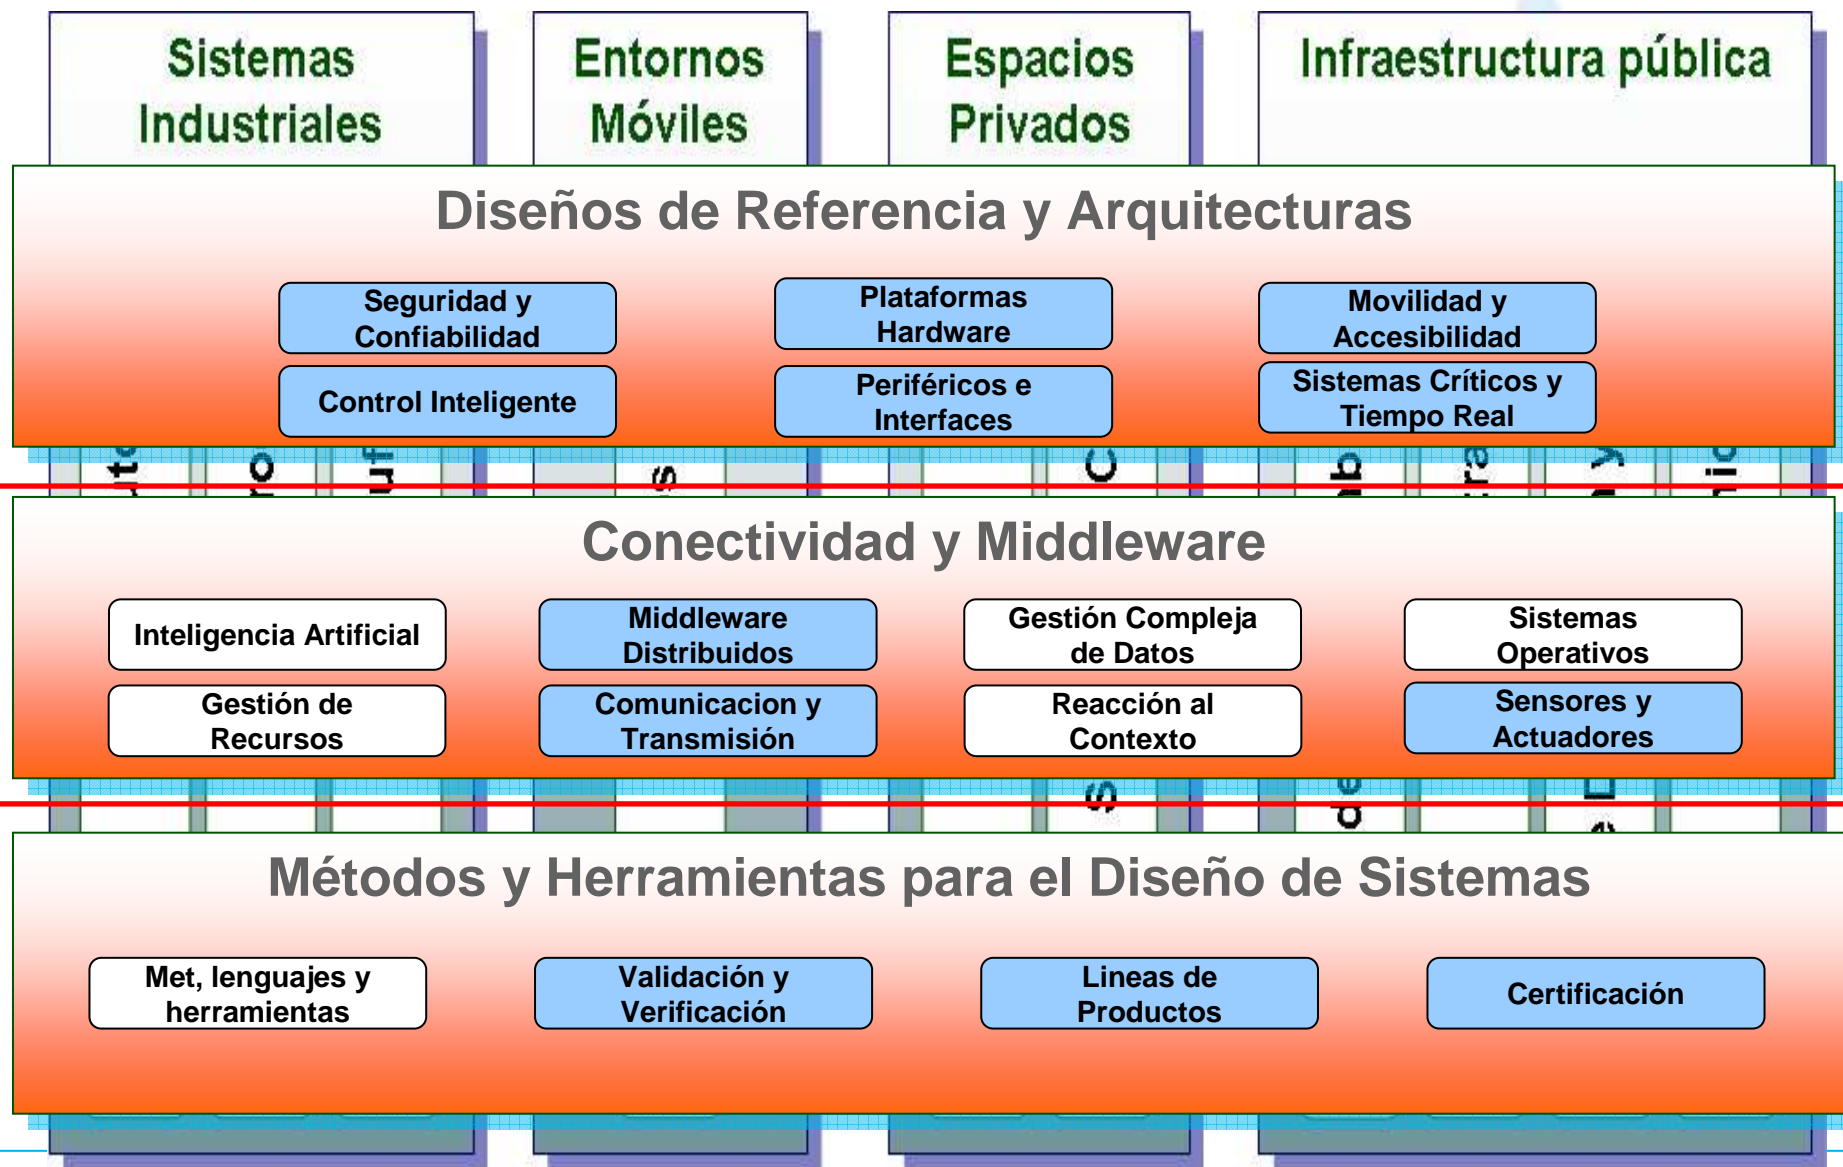 Sistemas
Industriales
Entornos
Móviles
Espacios
Privados
Infraestructura pública
Diseños de Referencia y Arquitecturas
Seguridad y
Confiabilidad
Plataformas
Hardware
Movilidad y
Accesibilidad
Control Inteligente
Periféricos e
Interfaces
Sistemas Críticos y
Tiempo Real
Conectividad y Middleware
Inteligencia Artificial
Middleware
Distribuidos
Gestión Compleja
de Datos
Sistemas
Operativos
Gestión de
Recursos
Comunicacion y
Transmisión
Reacción al
Contexto
Sensores y
Actuadores
Métodos y Herramientas para el Diseño de Sistemas
Met, lenguajes y
herramientas
Validación y
Verificación
Lineas de
Productos
Certificación